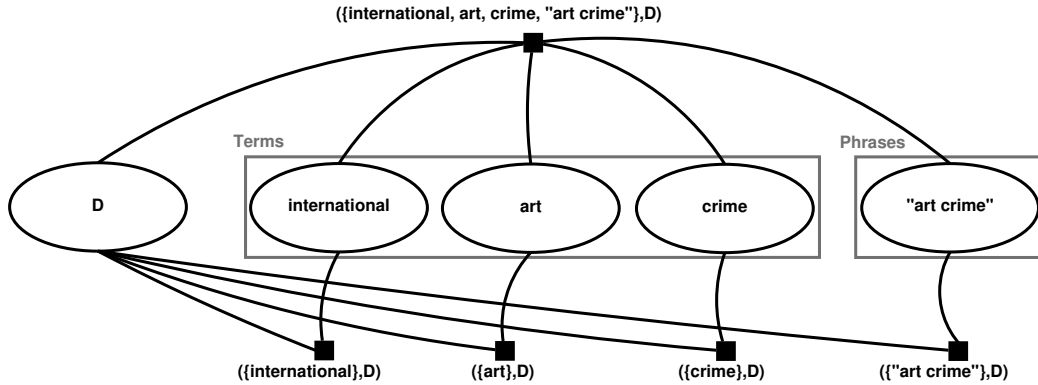 ({international, art, crime, "art crime"},D)
Terms
Phrases
D
international
art
crime
"art crime"
({international},D)
({art},D)
({crime},D)
({"art crime"},D)